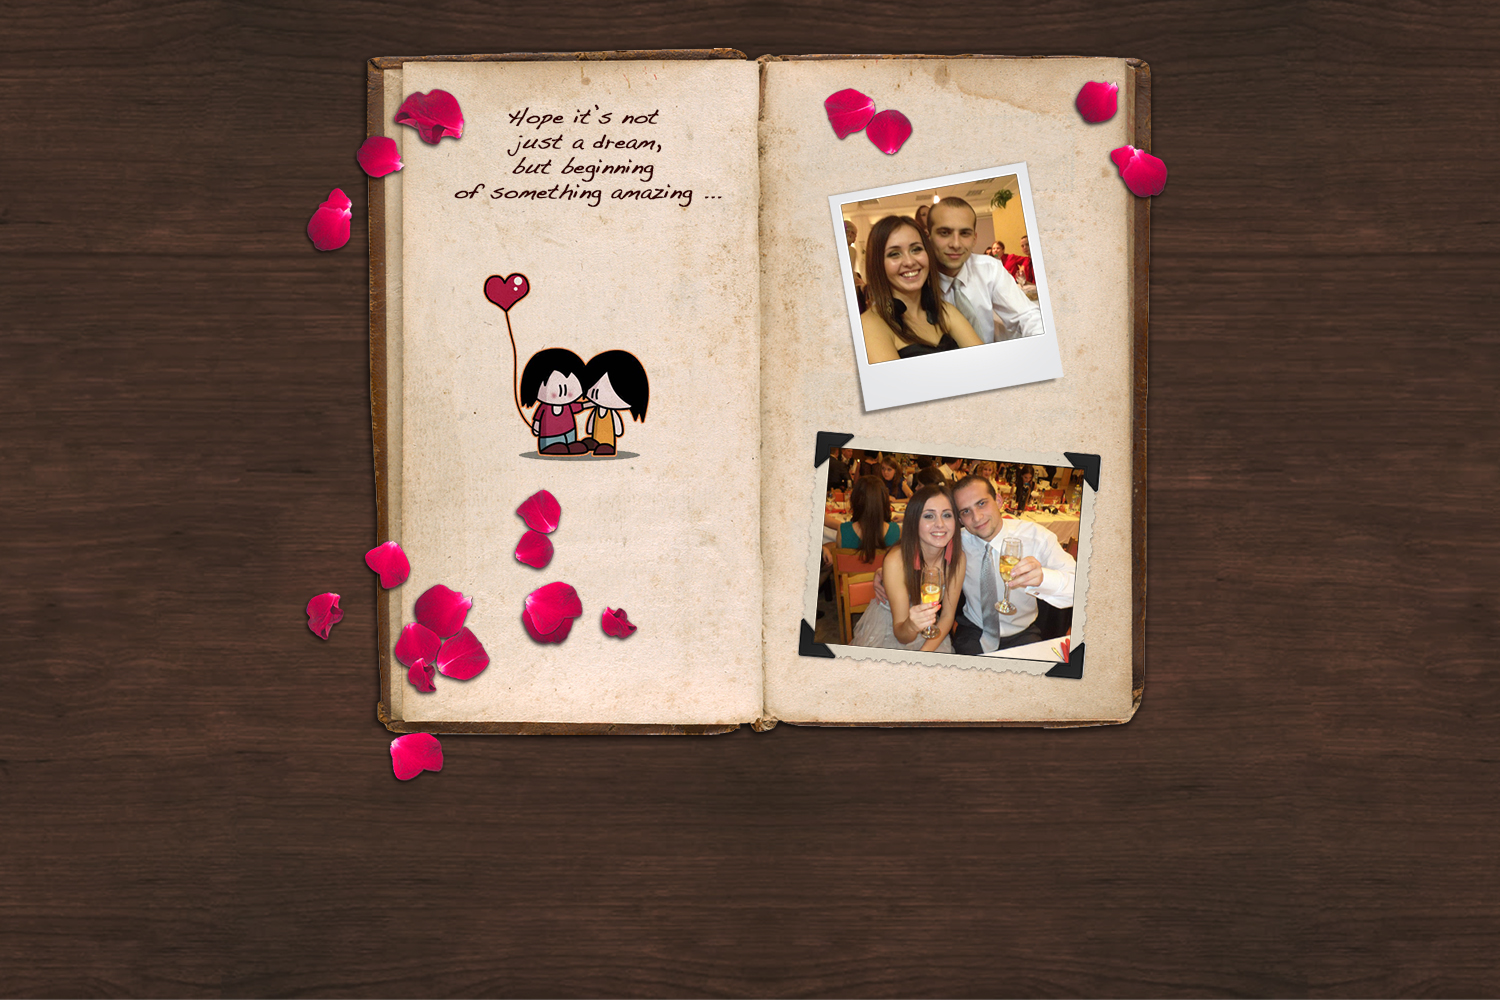 Hope it's not
just a dream,
but beginning
of something amazing ...